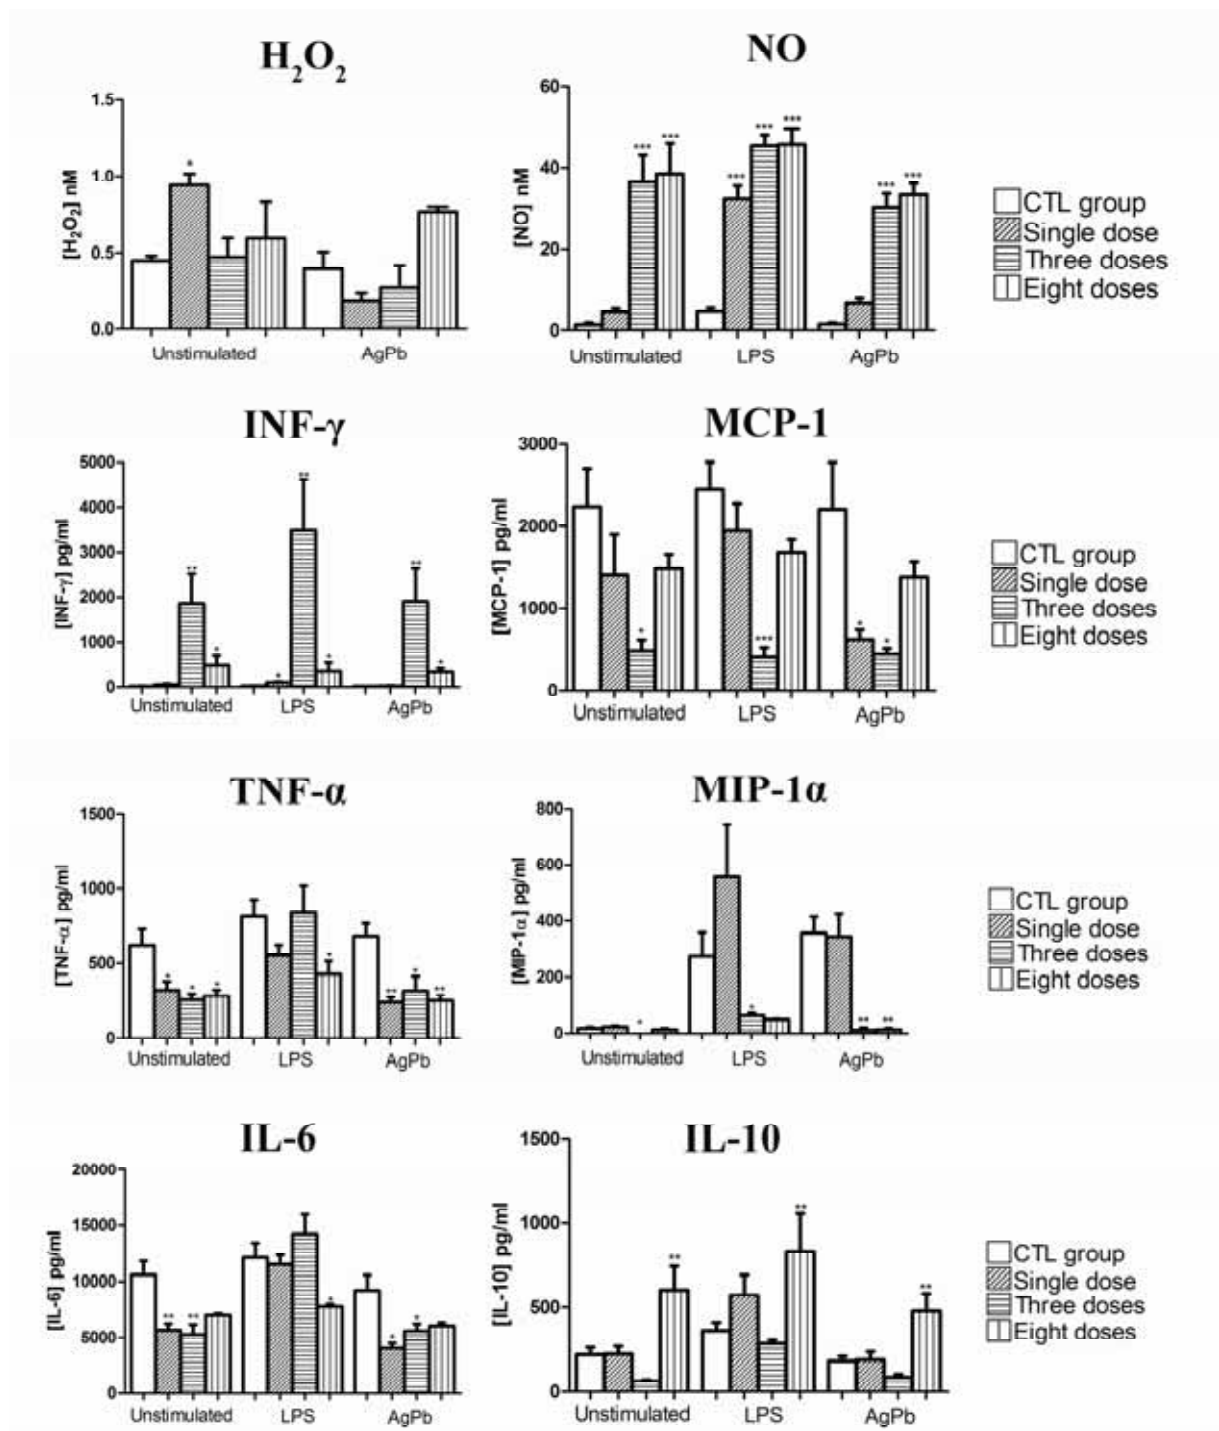 H2O2
1.5
1.0
0.5
0.0
[H2O2] nM
*
Unstimulated
AgPb
NO
60
40
20
0
[NO] nM
***
***
***
***
***
***
***
Unstimulated
LPS
AgPb
CTL group
Single dose
Three doses
Eight doses
INF-γ
5000
4000
3000
2000
1000
0
[INF-γ] pg/ml
**
*
*
**
*
**
*
Unstimulated
LPS
AgPb
MCP-1
3000
2000
1000
0
[MCP-1] pg/ml
*
***
*
*
Unstimulated
LPS
AgPb
CTL group
Single dose
Three doses
Eight doses
TNF-α
1500
1000
500
0
[TNF-α] pg/ml
*
*
*
*
**
*
**
Unstimulated
LPS
AgPb
MIP-1α
800
600
400
200
0
[MIP-1α] pg/ml
*
*
**
**
Unstimulated
LPS
AgPb
CTL group
Single dose
Three doses
Eight doses
IL-6
20000
15000
10000
5000
0
[IL-6] pg/ml
**
**
*
*
*
Unstimulated
LPS
AgPb
IL-10
1500
1000
500
0
[IL-10] pg/ml
**
**
**
Unstimulated
LPS
AgPb
CTL group
Single dose
Three doses
Eight doses